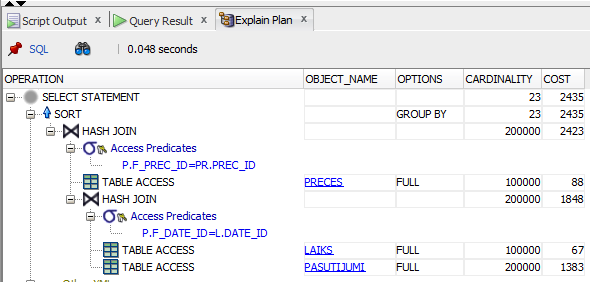 Script Output x Query Result x Explain Plan x
SQL 0.048 seconds
OPERATION OBJECT_NAME OPTIONS CARDINALITY COST
SELECT STATEMENT 23 2435
SORT GROUP BY 23 2435
HASH JOIN 200000 2423
Access Predicates
P.F_PREC_ID=PR.PREC_ID
TABLE ACCESS PRECES FULL 100000 88
HASH JOIN 200000 1848
Access Predicates
P.F_DATE_ID=L.DATE_ID
TABLE ACCESS LAIKS FULL 100000 67
TABLE ACCESS PASUTIJUMI FULL 200000 1383